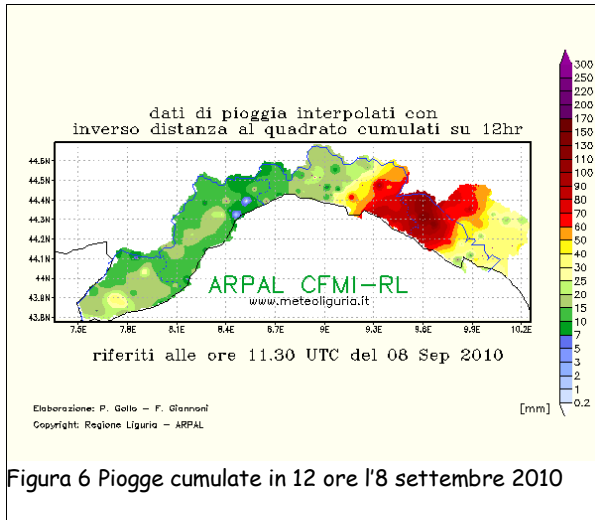 dati di pioggia interpolati con
inverso distanza al quadrato cumulati su 12hr
300
250
220
200
170
150
130
110
100
90
80
70
60
50
40
30
25
20
15
10
7
5
3
2
1
0.2
[mm]
44.5N
44.5N
44.4N
44.3N
44.2N
44.1N
44N
43.9N
43.8N
7.5E 7.8E 8.1E 8.4E 8.7E 9E 9.3E 9.6E 9.9E 10.2E
ARPAL CFMI-RL
www.meteoliguria.it
riferiti alle ore 11.30 UTC del 08 Sep 2010
Elaborazione: P. Gollo - F. Giannoni
Copyright: Regione Liguria - ARPAL
Figura 6 Piogge cumulate in 12 ore l'8 settembre 2010